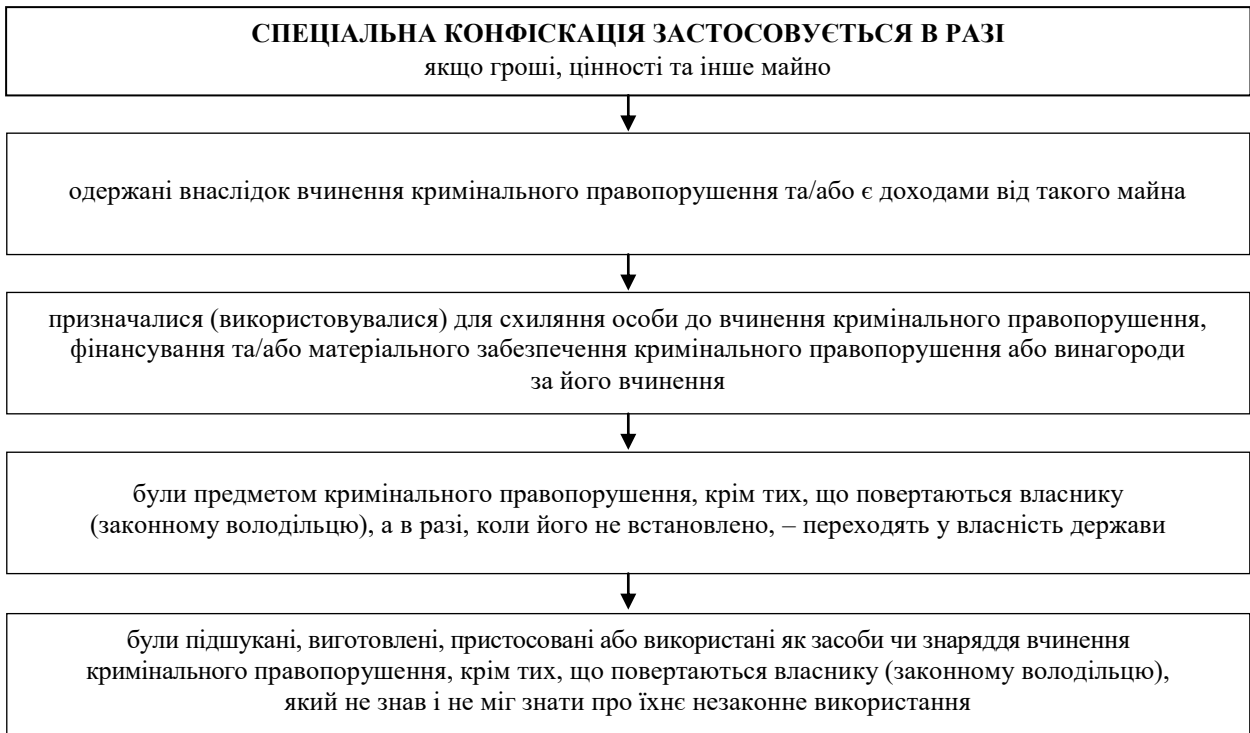 СПЕЦІАЛЬНА КОНФІСКАЦІЯ ЗАСТОСОВУЄТЬСЯ В РАЗІ
якщо гроші, цінності та інше майно
одержані внаслідок вчинення кримінального правопорушення та/або є доходами від такого майна
призначалися (використовувалися) для схиляння особи до вчинення кримінального правопорушення,
фінансування та/або матеріального забезпечення кримінального правопорушення або винагороди
за його вчинення
були предметом кримінального правопорушення, крім тих, що повертаються власнику
(законному володільцю), а в разі, коли його не встановлено, – переходять у власність держави
були підшукані, виготовлені, пристосовані або використані як засоби чи знаряддя вчинення
кримінального правопорушення, крім тих, що повертаються власнику (законному володільцю),
який не знав і не міг знати про їхнє незаконне використання